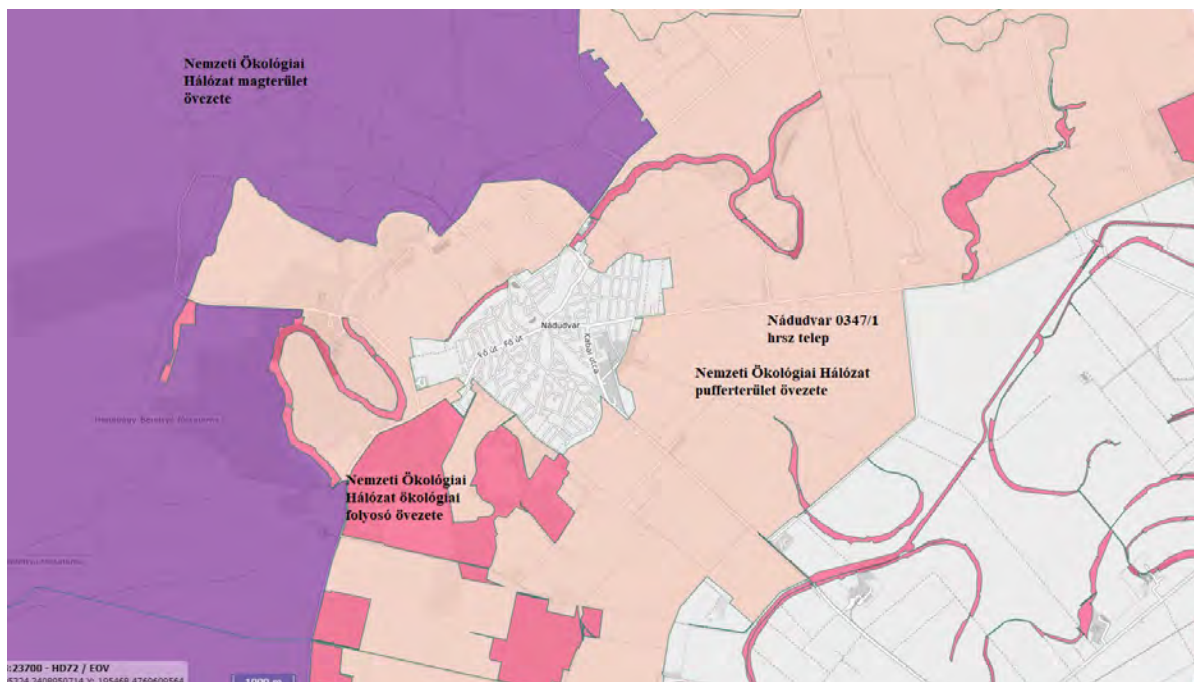 Nemzeti Ökológiai
Hálózat magterület
övezete
Nádudvar
Fő út
Fő út
Kabai utca
Nádudvar 0347/1
hrsz telep
Nemzeti Ökológiai Hálózat
pufferterület övezete
Nemzeti Ökológiai
Hálózat ökológiai
folyosó övezete
:23700 - HD72 / EOV
1000 m